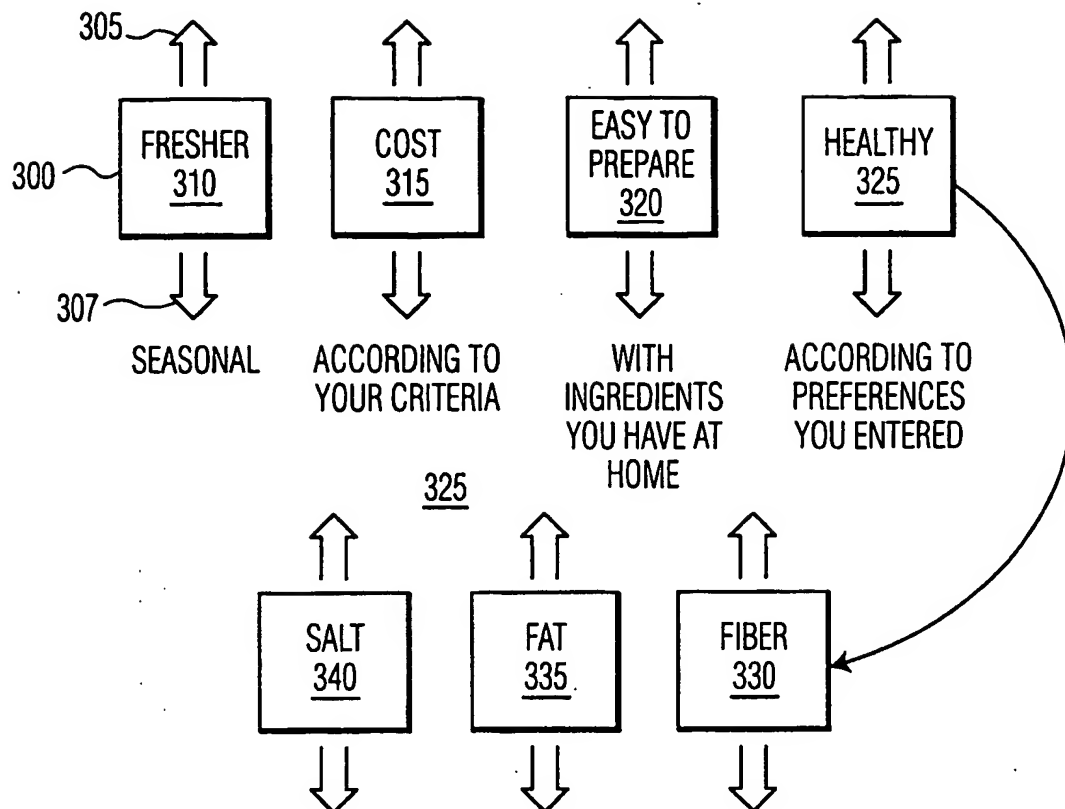 305
300
FRESHER
310
COST
315
EASY TO
PREPARE
320
HEALTHY
325
307
SEASONAL
ACCORDING TO
YOUR CRITERIA
WITH
INGREDIENTS
YOU HAVE AT
HOME
ACCORDING TO
PREFERENCES
YOU ENTERED
325
SALT
340
FAT
335
FIBER
330